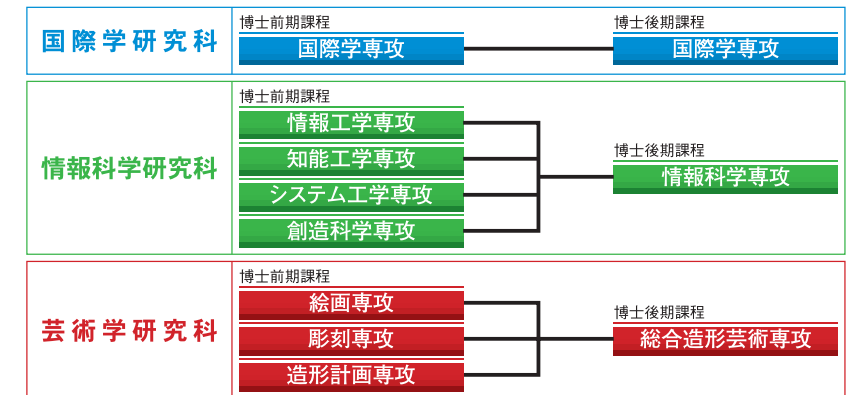 国際学研究科
博士前期課程
国際学専攻
博士後期課程
国際学専攻
情報科学研究科
博士前期課程
情報工学専攻
知能工学専攻
システム工学専攻
創造科学専攻
博士後期課程
情報科学専攻
芸術学研究科
博士前期課程
絵画専攻
彫刻専攻
造形計画専攻
博士後期課程
総合造形芸術専攻